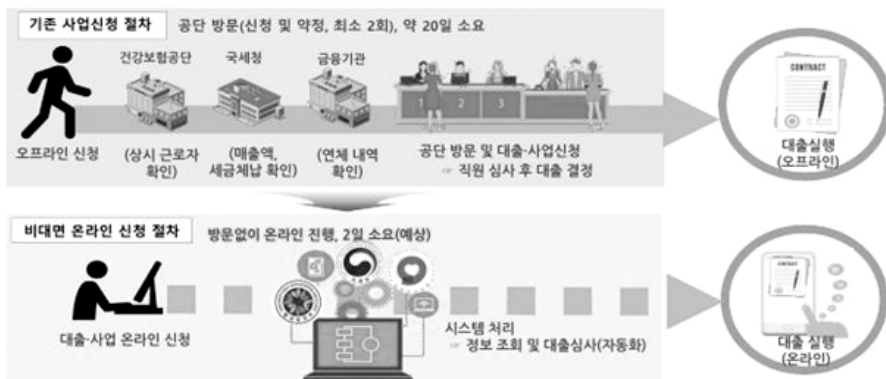 기존 사업신청 절차
공단 방문(신청 및 약정, 최소 2회), 약 20일 소요
건강보험공단
국세청
금융기관
1
2
3
CONTRACT
오프라인 신청
(상시 근로자
확인)
(매출액,
세금체납 확인)
(연체 내역
확인)
공단 방문 및 대출·사업신청
☞ 직원 심사 후 대출 결정
대출실행
(오프라인)
비대면 온라인 신청 절차
방문없이 온라인 진행, 2일 소요(예상)
CONTRACT
대출·사업 온라인 신청
시스템 처리
☞ 정보 조회 및 대출심사(자동화)
대출 실행
(온라인)